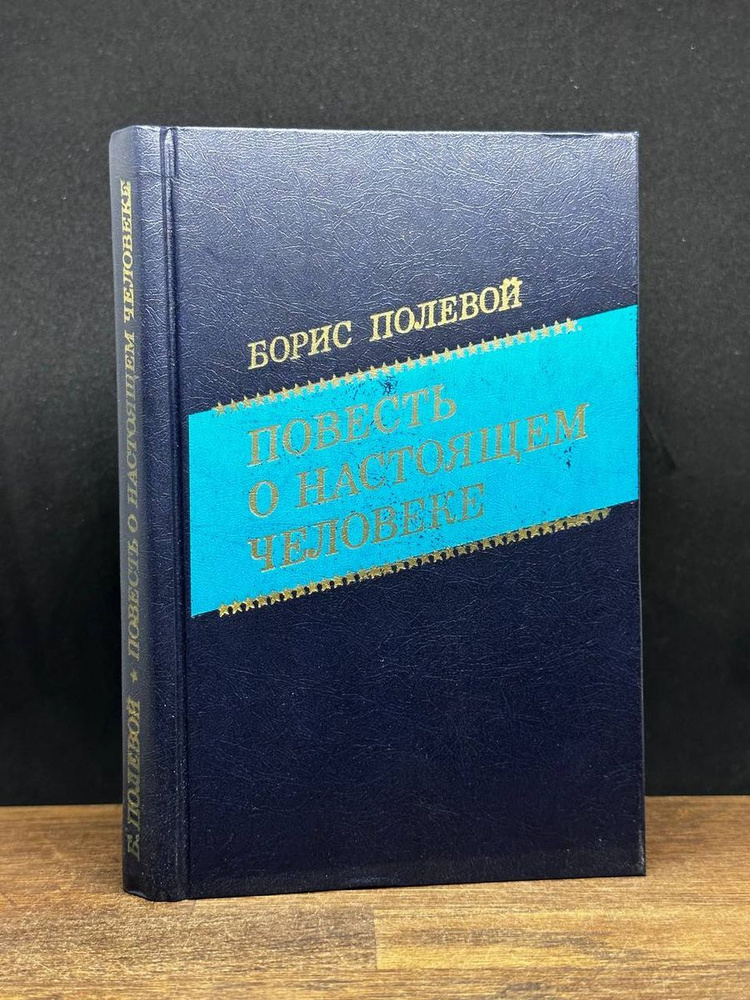 БОРИС ПОЛЕВОЙ
ПОВЕСТЬ
О НАСТОЯЩЕМ
ЧЕЛОВЕКЕ
Б. ПОЛЕВОЙ ★ ПОВЕСТЬ О НАСТОЯЩЕМ ЧЕЛОВЕКЕ